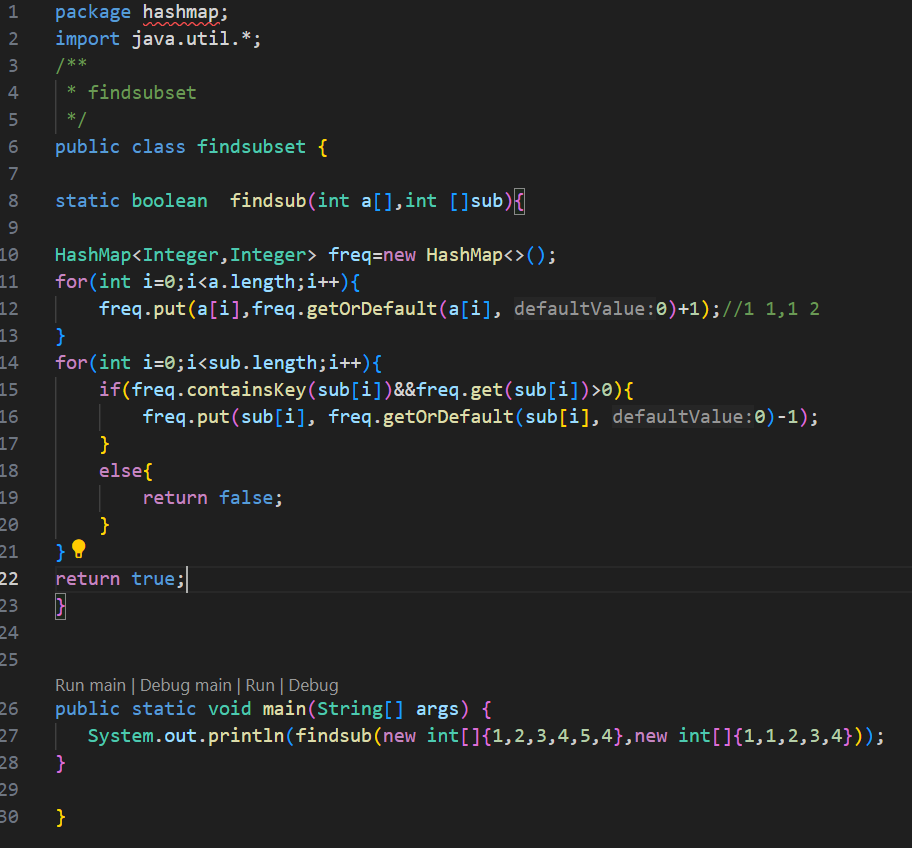 1 package hashmap;
2 import java.util.*;
3 /**
4  * findsubset
5  */
6 public class findsubset {
7
8 static boolean  findsub(int a[],int []sub){
9
10 HashMap<Integer,Integer> freq=new HashMap<>();
11 for(int i=0;i<a.length;i++){
12     freq.put(a[i],freq.getOrDefault(a[i], defaultValue:0)+1);//1 1,1 2
13 }
14 for(int i=0;i<sub.length;i++){
15     if(freq.containsKey(sub[i])&&freq.get(sub[i])>0){
16         freq.put(sub[i], freq.getOrDefault(sub[i], defaultValue:0)-1);
17     }
18     else{
19         return false;
20     }
21 }
22 return true;
23 }
24
25
Run main | Debug main | Run | Debug
26 public static void main(String[] args) {
27    System.out.println(findsub(new int[]{1,2,3,4,5,4},new int[]{1,1,2,3,4}));
28 }
29
30 }